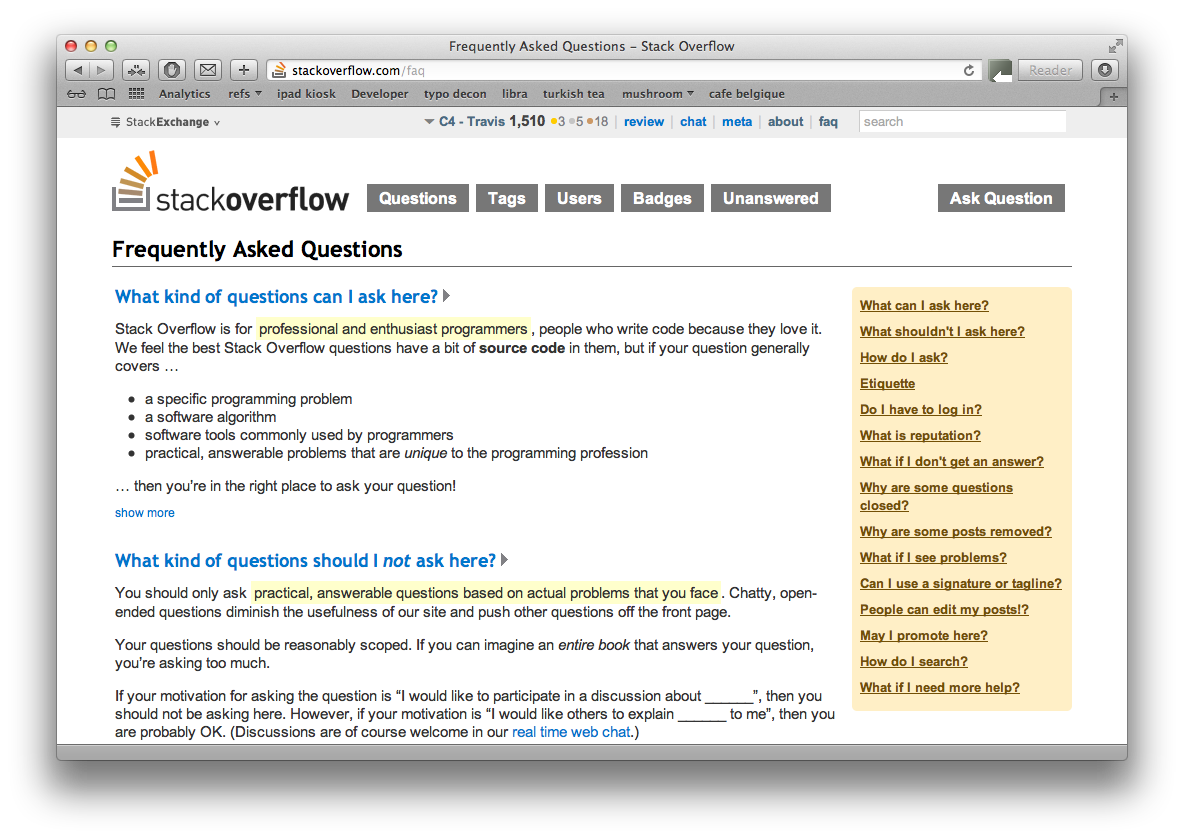 Frequently Asked Questions – Stack Overflow
stackoverflow.com/faq
Reader
Analytics refs ipad kiosk Developer typo decon libra turkish tea mushroom cafe belgique
StackExchange C4 - Travis 1,510 3 5 18 | review | chat | meta | about | faq search
stackoverflow Questions Tags Users Badges Unanswered Ask Question
Frequently Asked Questions
What kind of questions can I ask here?
Stack Overflow is for professional and enthusiast programmers, people who write code because they love it.
We feel the best Stack Overflow questions have a bit of source code in them, but if your question generally
covers …
• a specific programming problem
• a software algorithm
• software tools commonly used by programmers
• practical, answerable problems that are unique to the programming profession
… then you're in the right place to ask your question!
show more
What kind of questions should I not ask here?
You should only ask practical, answerable questions based on actual problems that you face. Chatty, open-
ended questions diminish the usefulness of our site and push other questions off the front page.
Your questions should be reasonably scoped. If you can imagine an entire book that answers your question,
you're asking too much.
If your motivation for asking the question is “I would like to participate in a discussion about ______”, then you
should not be asking here. However, if your motivation is “I would like others to explain ______ to me”, then you
are probably OK. (Discussions are of course welcome in our real time web chat.)
What can I ask here?
What shouldn't I ask here?
How do I ask?
Etiquette
Do I have to log in?
What is reputation?
What if I don't get an answer?
Why are some questions
closed?
Why are some posts removed?
What if I see problems?
Can I use a signature or tagline?
People can edit my posts!?
May I promote here?
How do I search?
What if I need more help?